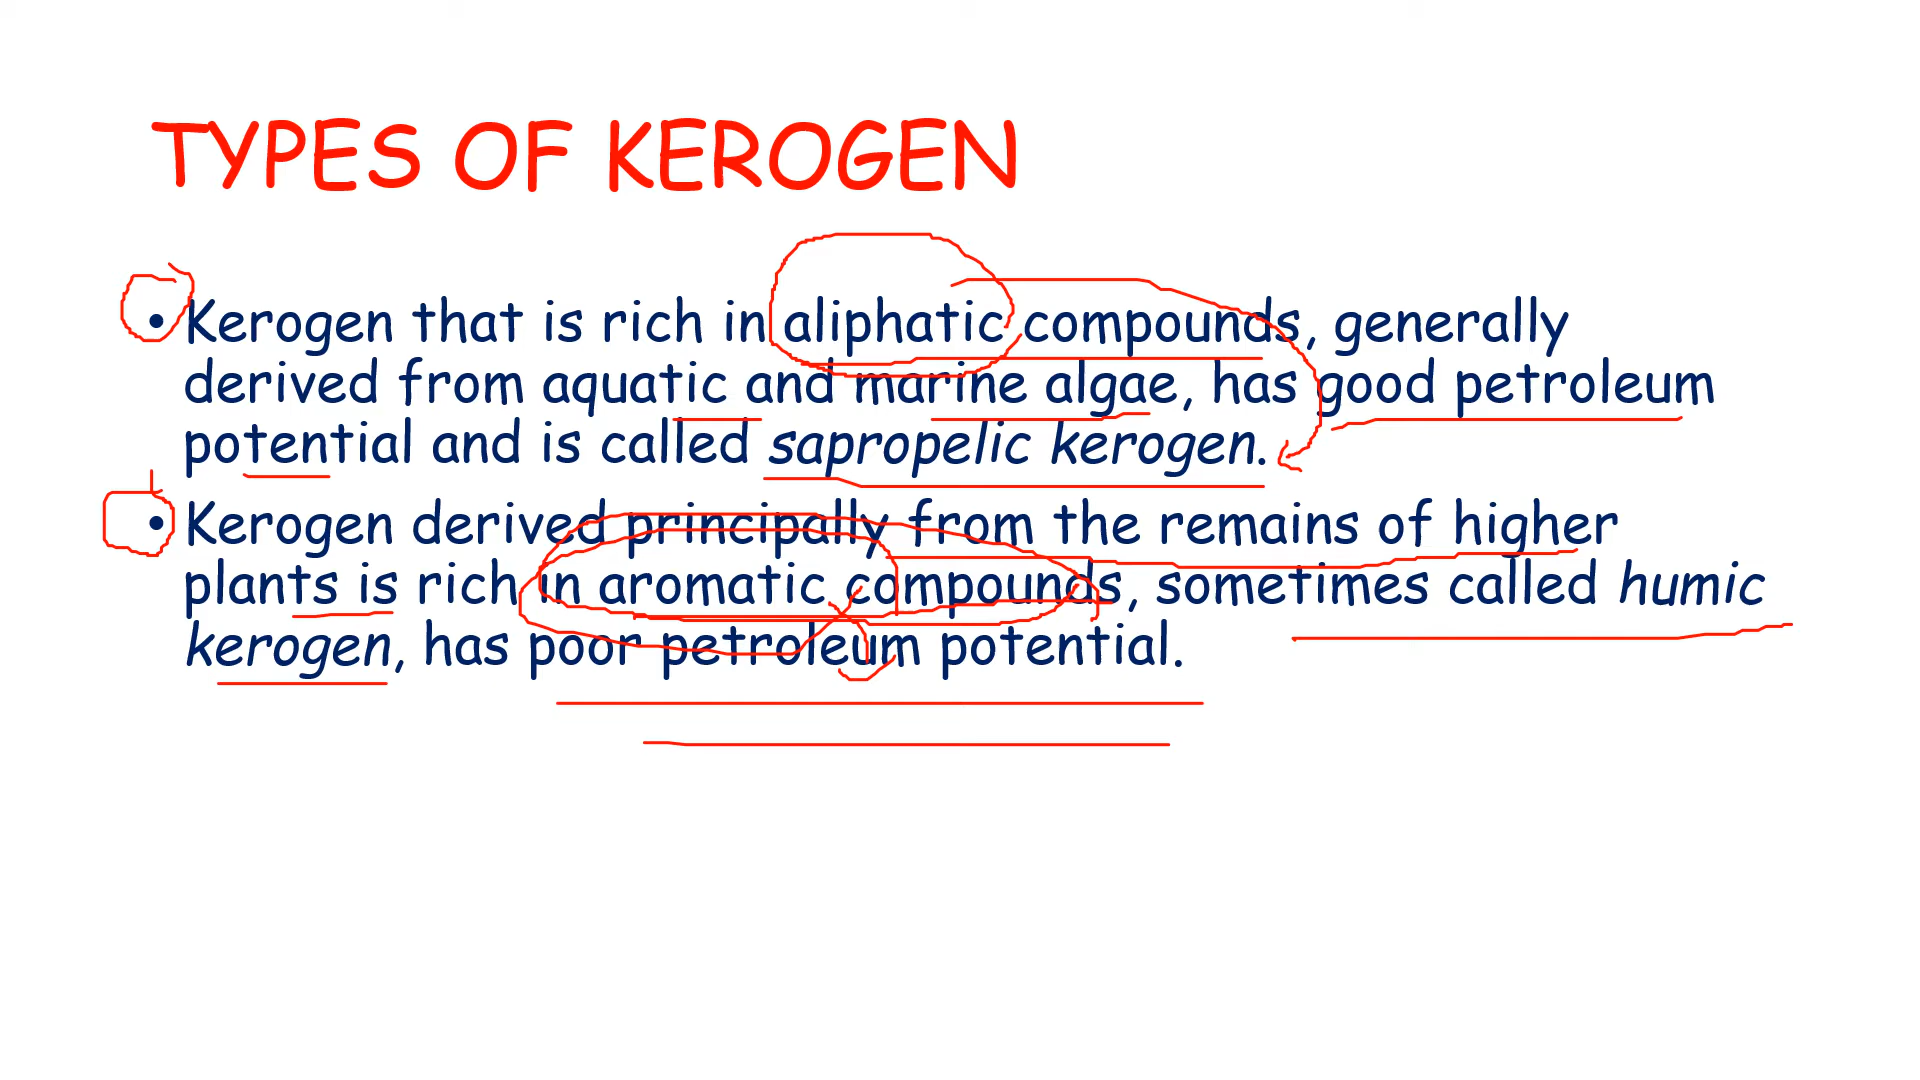 TYPES OF KEROGEN
• Kerogen that is rich in aliphatic compounds, generally
derived from aquatic and marine algae, has good petroleum
potential and is called sapropelic kerogen.
• Kerogen derived principally from the remains of higher
plants is rich in aromatic compounds, sometimes called humic
kerogen, has poor petroleum potential.